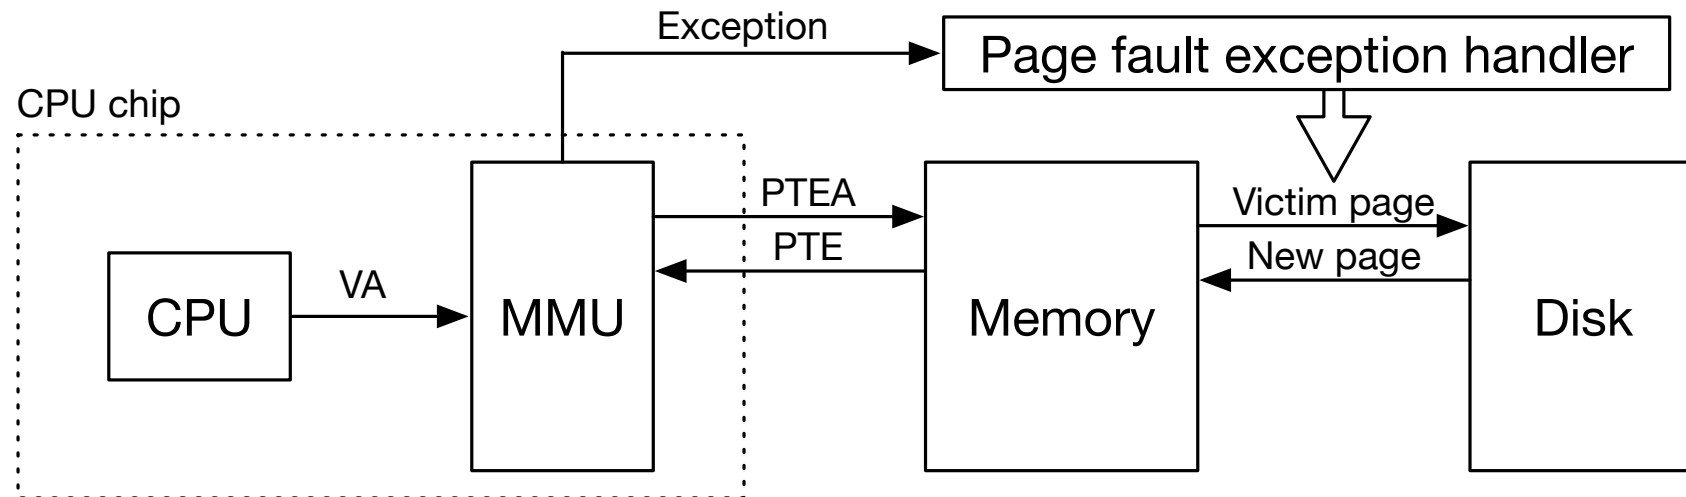 Exception
Page fault exception handler
CPU chip
PTEA
Victim page
PTE
New page
VA
CPU
MMU
Memory
Disk